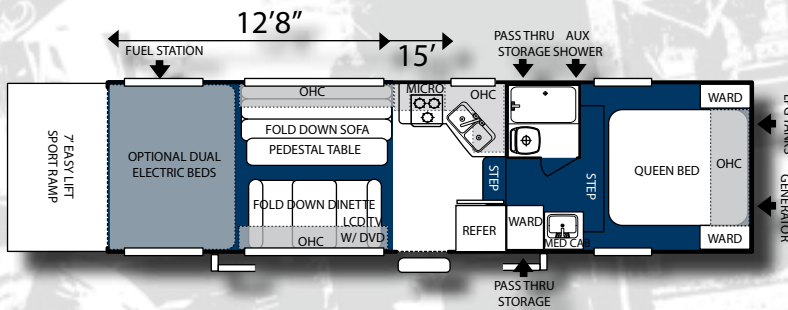 12'8"
15'
FUEL STATION
PASS THRU
STORAGE
AUX
SHOWER
7' EASY LIFT
SPORT RAMP
OPTIONAL DUAL
ELECTRIC BEDS
OHC
FOLD DOWN SOFA
PEDESTAL TABLE
FOLD DOWN DINETTE
LCD TV
W/ DVD
OHC
MICRO
OHC
STEP
REFER
WARD
MED CAB
STEP
QUEEN BED
WARD
OHC
WARD
GENERATOR
PASS THRU
STORAGE